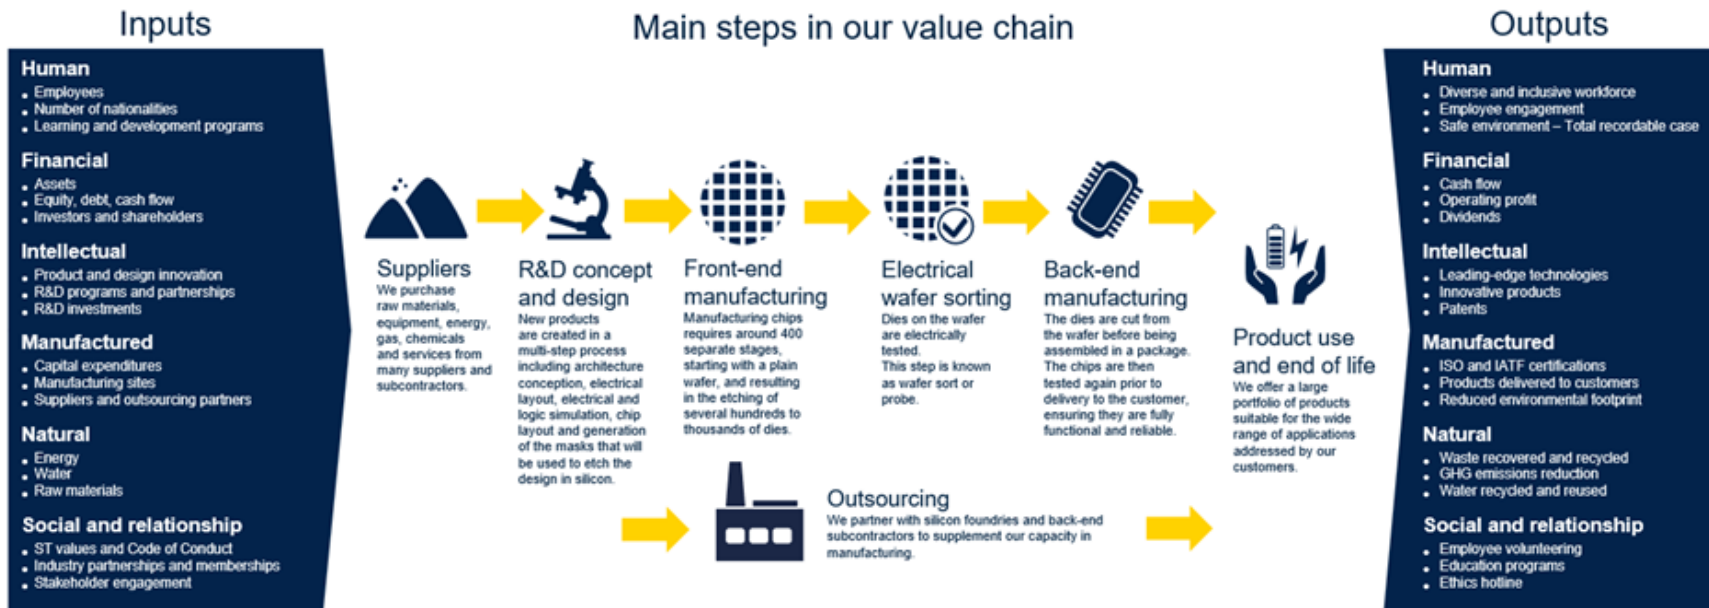 Inputs
Human
Employees
Number of nationalities
Learning and development programs
Financial
Assets
Equity, debt, cash flow
Investors and shareholders
Intellectual
Product and design innovation
R&D programs and partnerships
R&D investments
Manufactured
Capital expenditures
Manufacturing sites
Suppliers and outsourcing partners
Natural
Energy
Water
Raw materials
Social and relationship
ST values and Code of Conduct
Industry partnerships and memberships
Stakeholder engagement
Main steps in our value chain
Suppliers
We purchase
raw materials,
equipment, energy,
gas, chemicals
and services from
many suppliers and
subcontractors.
R&D concept
and design
New products
are created in a
multi-step process
including architecture
conception, electrical
layout, electrical and
logic simulation, chip
layout and generation
of the masks that will
be used to etch the
design in silicon.
Front-end
manufacturing
Manufacturing chips
requires around 400
separate stages,
starting with a plain
wafer, and resulting
in the etching of
several hundreds to
thousands of dies.
Electrical
wafer sorting
Dies on the wafer
are electrically
tested.
This step is known
as wafer sort or
probe.
Back-end
manufacturing
The dies are cut from
the wafer before being
assembled in a package.
The chips are then
tested again prior to
delivery to the customer,
ensuring they are fully
functional and reliable.
Outsourcing
We partner with silicon foundries and back-end
subcontractors to supplement our capacity in
manufacturing.
Product use
and end of life
We offer a large
portfolio of products
suitable for the wide
range of applications
addressed by our
customers.
Outputs
Human
Diverse and inclusive workforce
Employee engagement
Safe environment – Total recordable case
Financial
Cash flow
Operating profit
Dividends
Intellectual
Leading-edge technologies
Innovative products
Patents
Manufactured
ISO and IATF certifications
Products delivered to customers
Reduced environmental footprint
Natural
Waste recovered and recycled
GHG emissions reduction
Water recycled and reused
Social and relationship
Employee volunteering
Education programs
Ethics hotline